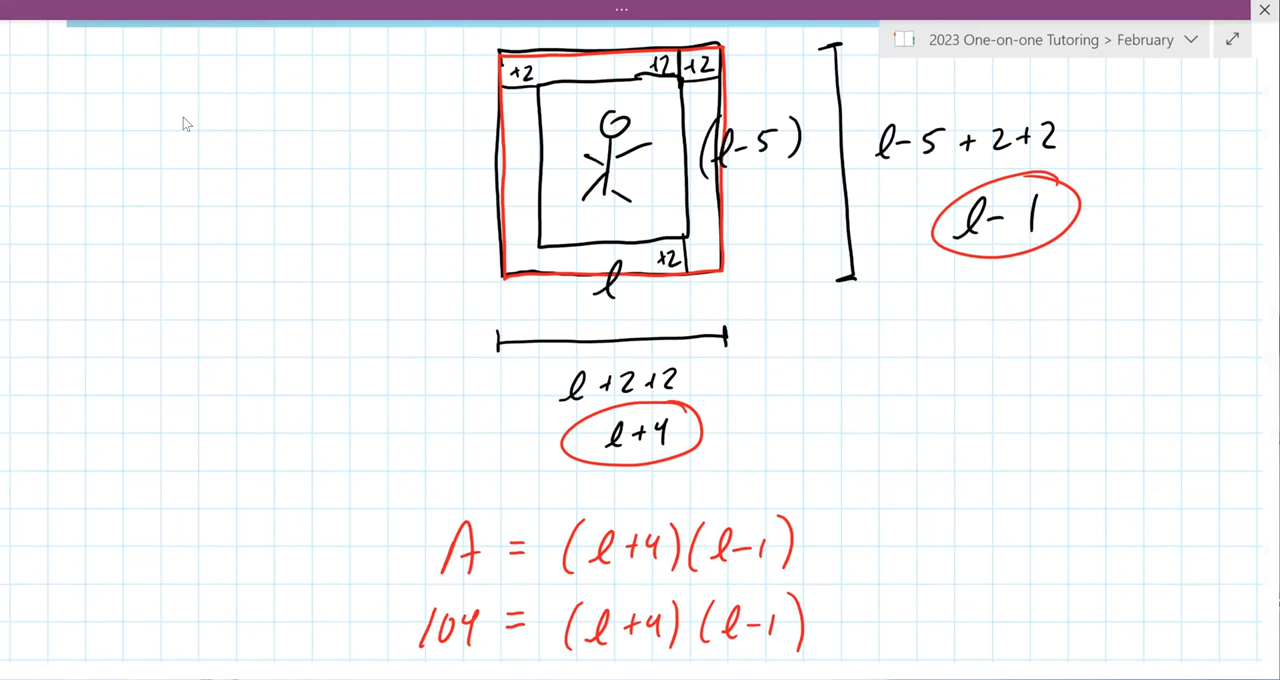 ...
2023 One-on-one Tutoring > February
+2 +2 +2
(l-5)
l-5+2+2
l-1
+2
l
l+2+2
l+4
A = (l+4)(l-1)
104 = (l+4)(l-1)